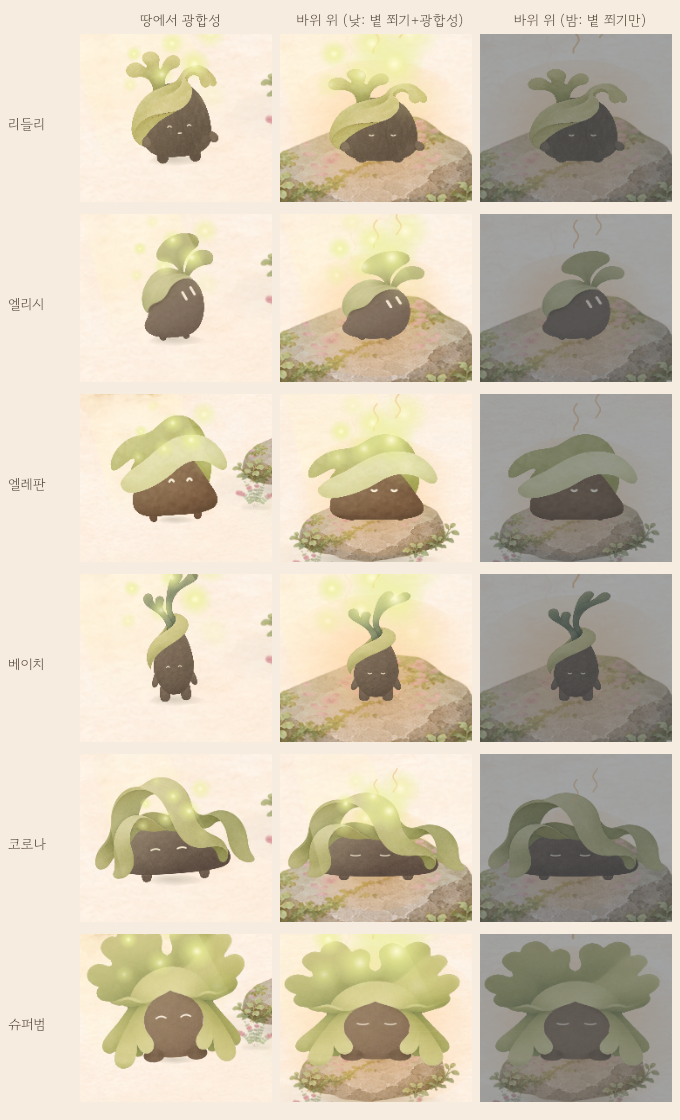 땅에서 광합성
바위 위 (낮: 볕 쬐기+광합성)
바위 위 (밤: 볕 쬐기만)
리들리
엘리시
엘레판
베이치
코로나
슈퍼범